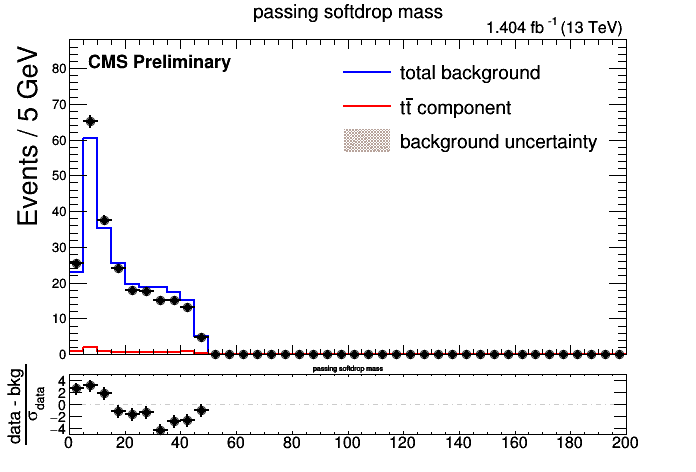 passing softdrop mass
1.404 fb⁻¹ (13 TeV)
CMS Preliminary
total background
tt̄ component
background uncertainty
Events / 5 GeV
80
70
60
50
40
30
20
10
0
passing softdrop mass
data - bkg
σdata
4
2
0
−2
−4
0 20 40 60 80 100 120 140 160 180 200